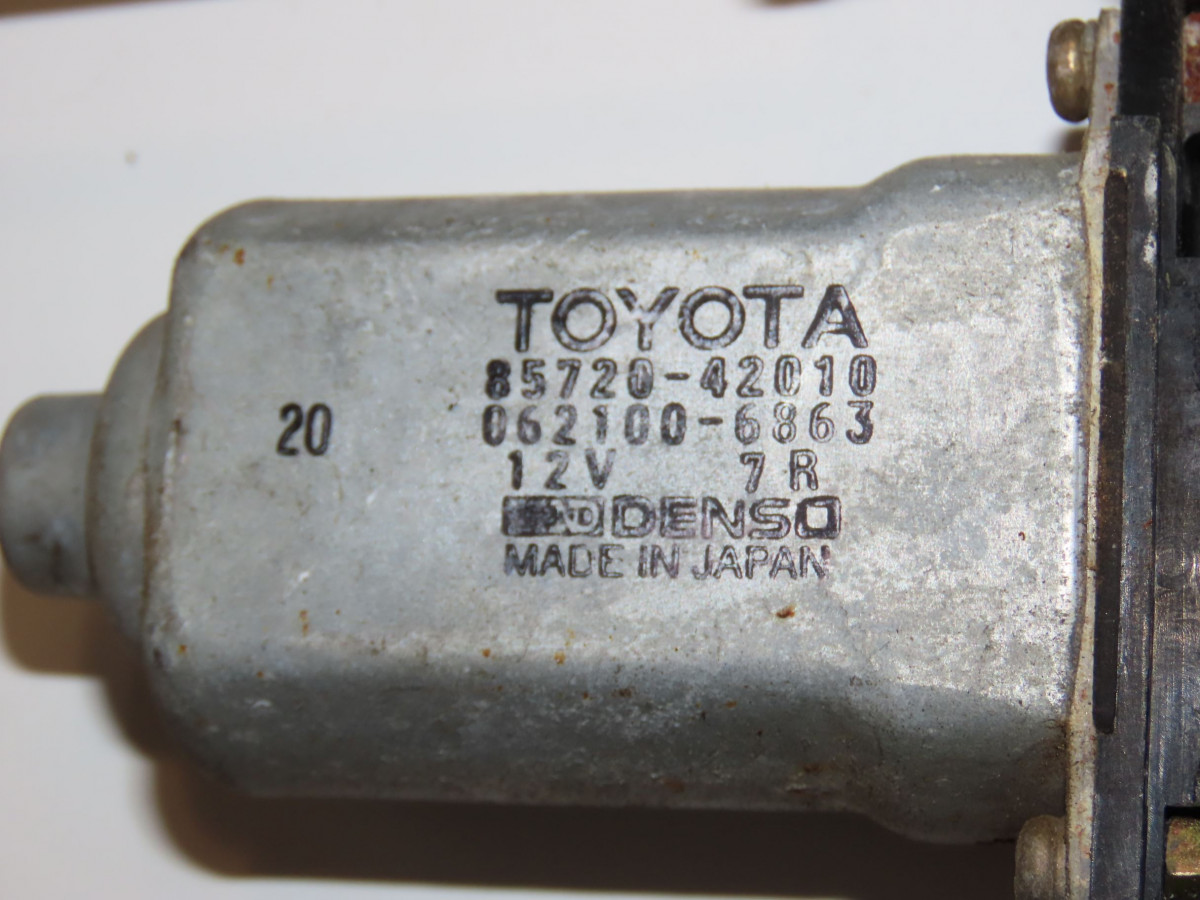 TOYOTA
85720-42010
062100-6863
20
12V 7R
DENSO
MADE IN JAPAN